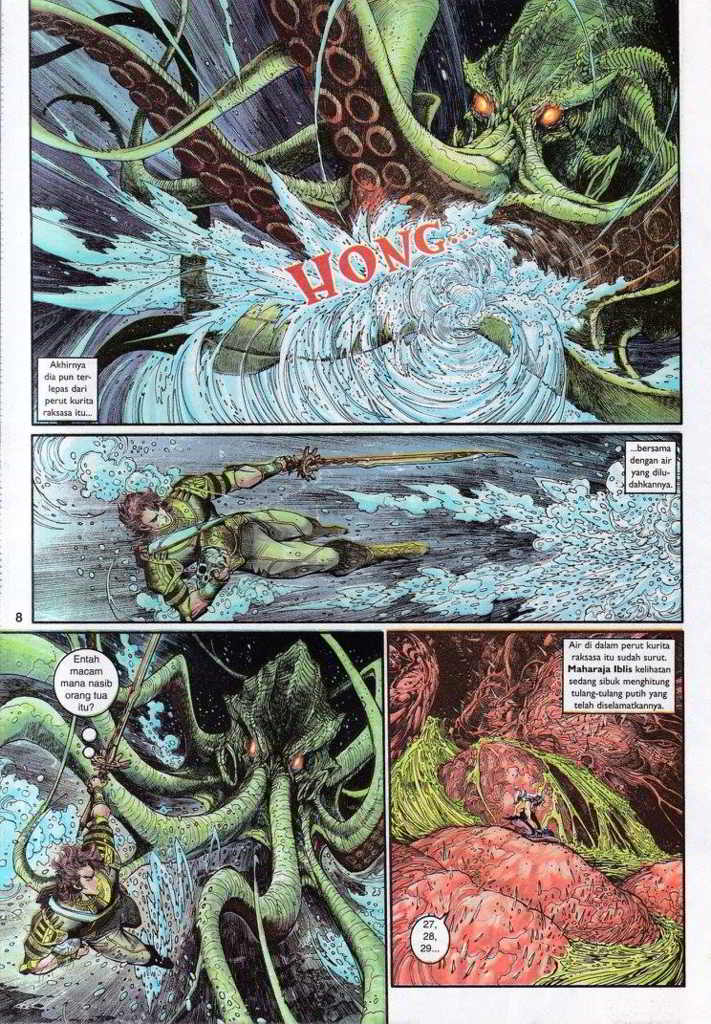 HONG...
Akhirnya
dia pun ter-
lepas dari
perut kurita
raksasa itu...
...bersama
dengan air
yang dilu-
dahkannya.
8
Entah
macam
mana nasib
orang tua
itu?
Air di dalam perut kurita
raksasa itu sudah surut.
Maharaja Iblis kelihatan
sedang sibuk menghitung
tulang-tulang putih yang
telah diselamatkannya.
27,
28,
29...